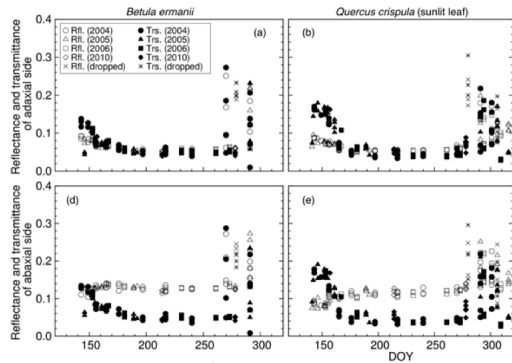 Betula ermanii
Quercus crispula (sunlit leaf)
Reflectance and transmittance
of adaxial side
0.4
0.3
0.2
0.1
0.0
Rfl. (2004) Trs. (2004)
Rfl. (2005) Trs. (2005)
Rfl. (2006) Trs. (2006)
Rfl. (2010) Trs. (2010)
Rfl. (dropped) Trs. (dropped)
(a)
(b)
Reflectance and transmittance
of abaxial side
0.4
0.3
0.2
0.1
0.0
(d)
(e)
150 200 250 300
150 200 250 300
DOY